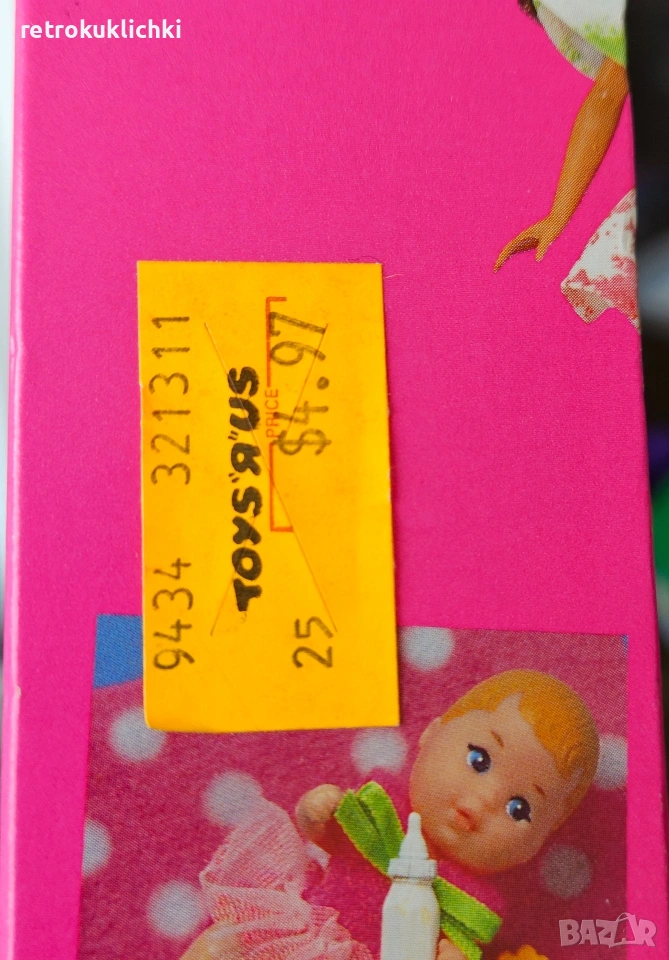 retrokuklichki
9434 321311
TOYS"R"US
PRICE
25 $4.97
BAZAR